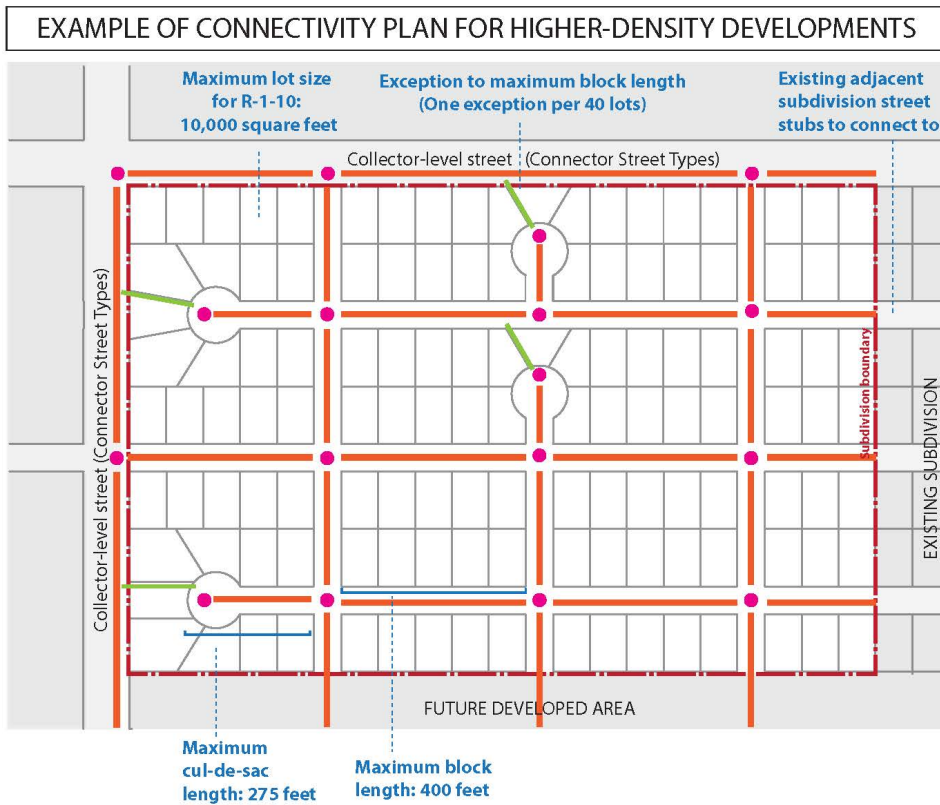 EXAMPLE OF CONNECTIVITY PLAN FOR HIGHER-DENSITY DEVELOPMENTS
Maximum lot size
for R-1-10:
10,000 square feet
Exception to maximum block length
(One exception per 40 lots)
Existing adjacent
subdivision street
stubs to connect to
Collector-level street (Connector Street Types)
Collector-level street (Connector Street Types)
Subdivision boundary
EXISTING SUBDIVISION
FUTURE DEVELOPED AREA
Maximum
cul-de-sac
length: 275 feet
Maximum block
length: 400 feet